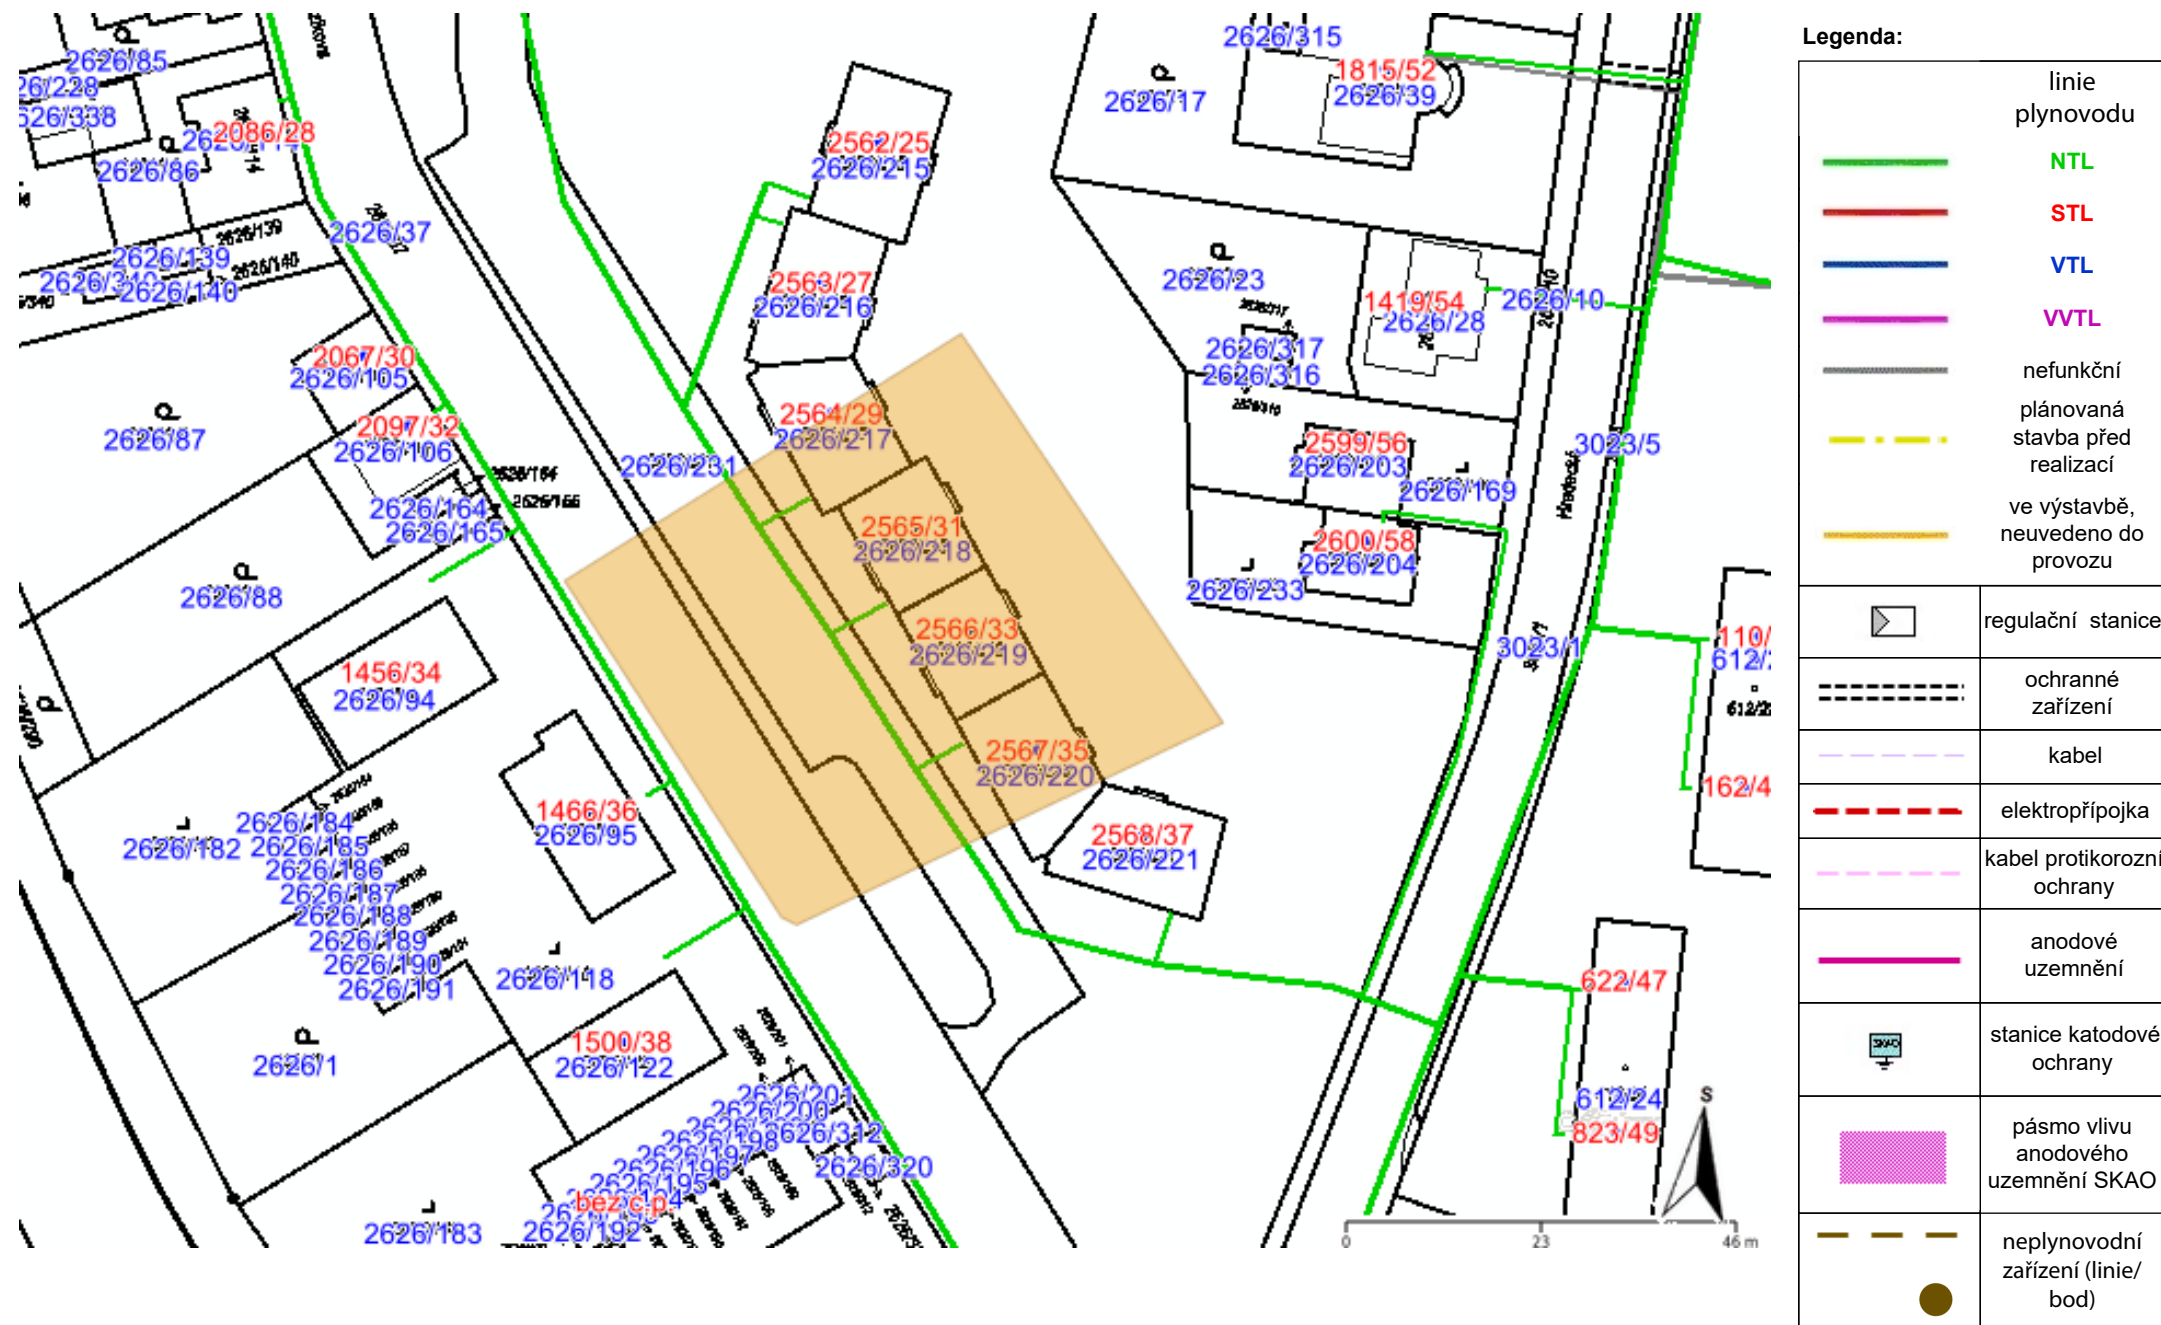 2626/315
1815/52
2626/39
2626/17
2626/85
26/228
626/338
2086/28
2626/86
2562/25
2626/215
2626/37
2626/139
2626/139
2626/140
2626/140
2563/27
2626/216
2626/23
1419/54
2626/28
2626/10
2626/317
2626/316
2067/30
2626/105
2097/32
2626/106
2626/87
2564/29
2626/217
2626/231
2599/56
2626/203
2626/169
3023/5
Hradecká
2626/164
2626/165
2565/31
2626/218
2600/58
2626/204
2626/233
2626/88
2566/33
2626/219
3023/1
110/
612/2
1456/34
2626/94
2567/35
2626/220
162/4
1466/36
2626/95
2568/37
2626/221
2626/182
2626/184
2626/185
2626/186
2626/187
2626/188
2626/189
2626/190
2626/191
2626/118
622/47
2626/1
1500/38
2626/122
2626/201
2626/200
2626/198
2626/312
2626/197
2626/196
2626/195
2626/320
bez č.p.
2626/192
2626/183
612/24
823/49
S
0 23 46 m
Legenda:
linie
plynovodu
NTL
STL
VTL
VVTL
nefunkční
plánovaná
stavba před
realizací
ve výstavbě,
neuvedeno do
provozu
regulační stanice
ochranné
zařízení
kabel
elektropřípojka
kabel protikorozní
ochrany
anodové
uzemnění
SKAO
stanice katodové
ochrany
pásmo vlivu
anodového
uzemnění SKAO
neplynovodní
zařízení (linie/
bod)